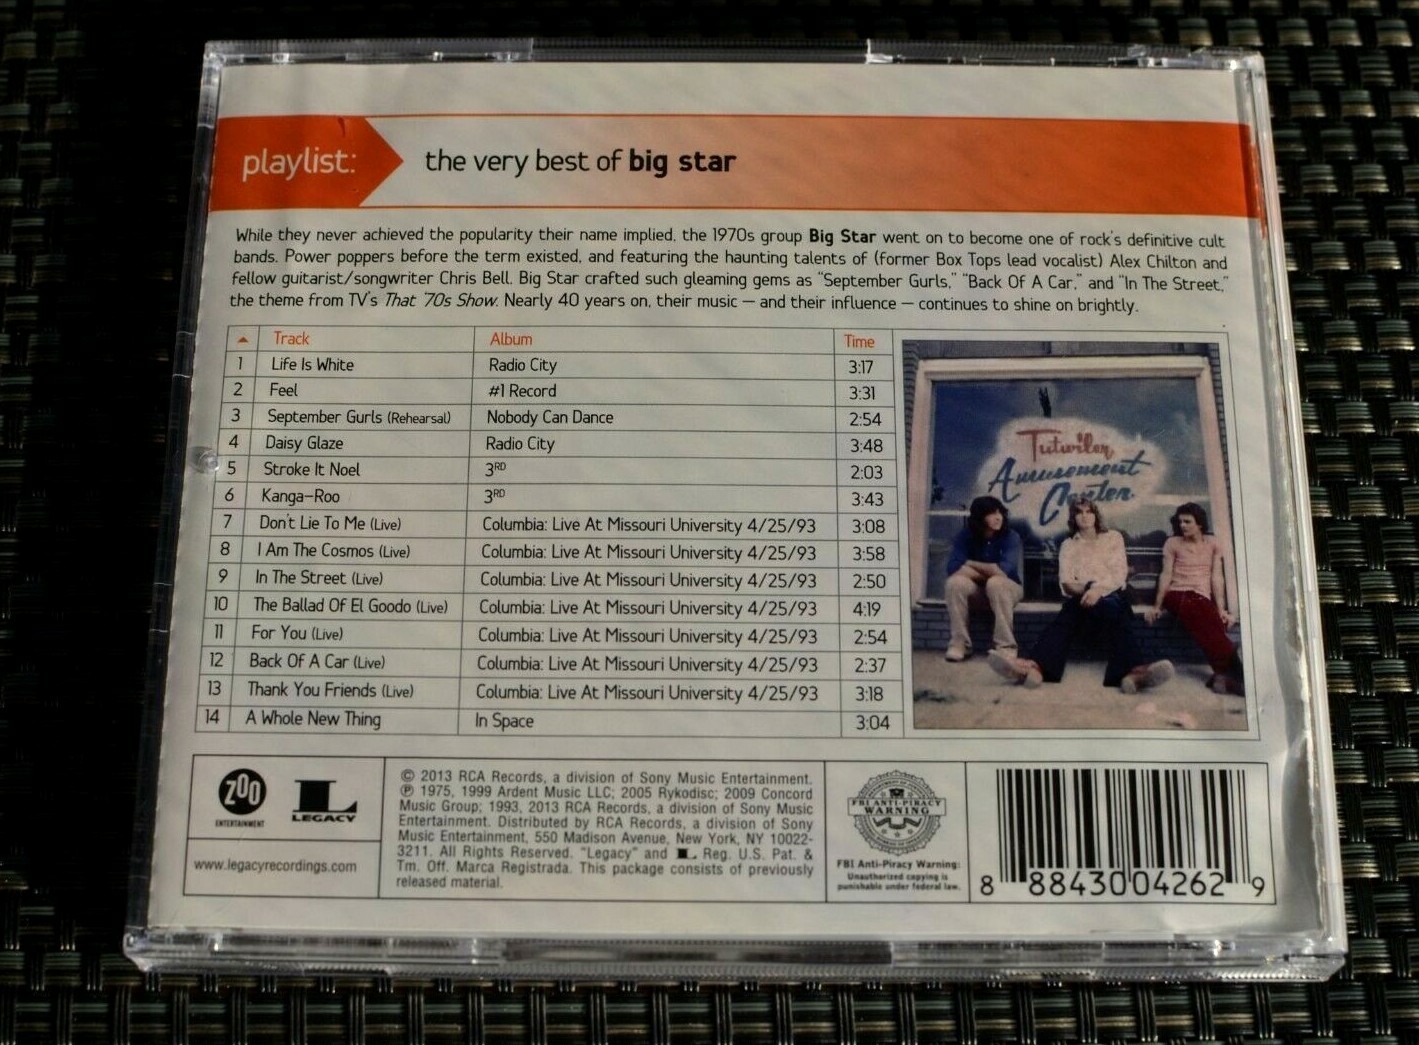 playlist: the very best of big star
While they never achieved the popularity their name implied, the 1970s group Big Star went on to become one of rock's definitive cult
bands. Power poppers before the term existed, and featuring the haunting talents of (former Box Tops lead vocalist) Alex Chilton and
fellow guitarist/songwriter Chris Bell, Big Star crafted such gleaming gems as "September Gurls," "Back Of A Car," and "In The Street,"
the theme from TV's That '70s Show. Nearly 40 years on, their music — and their influence — continues to shine on brightly.
Track Album Time
1 Life Is White Radio City 3:17
2 Feel #1 Record 3:31
3 September Gurls (Rehearsal) Nobody Can Dance 2:54
4 Daisy Glaze Radio City 3:48
5 Stroke It Noel 3RD 2:03
6 Kanga-Roo 3RD 3:43
7 Don't Lie To Me (Live) Columbia: Live At Missouri University 4/25/93 3:08
8 I Am The Cosmos (Live) Columbia: Live At Missouri University 4/25/93 3:58
9 In The Street (Live) Columbia: Live At Missouri University 4/25/93 2:50
10 The Ballad Of El Goodo (Live) Columbia: Live At Missouri University 4/25/93 4:19
11 For You (Live) Columbia: Live At Missouri University 4/25/93 2:54
12 Back Of A Car (Live) Columbia: Live At Missouri University 4/25/93 2:37
13 Thank You Friends (Live) Columbia: Live At Missouri University 4/25/93 3:18
14 A Whole New Thing In Space 3:04
Tutwiler
Amusement
Center
ZOO
ENTERTAINMENT
L
LEGACY
www.legacyrecordings.com
© 2013 RCA Records, a division of Sony Music Entertainment.
℗ 1975, 1999 Ardent Music LLC; 2005 Rykodisc; 2009 Concord
Music Group; 1993, 2013 RCA Records, a division of Sony Music
Entertainment. Distributed by RCA Records, a division of Sony
Music Entertainment, 550 Madison Avenue, New York, NY 10022-
3211. All Rights Reserved. "Legacy" and L Reg. U.S. Pat. &
Tm. Off. Marca Registrada. This package consists of previously
released material.
FBI ANTI-PIRACY
WARNING
FBI Anti-Piracy Warning:
Unauthorized copying is
punishable under federal law.
8 88430 04262 9